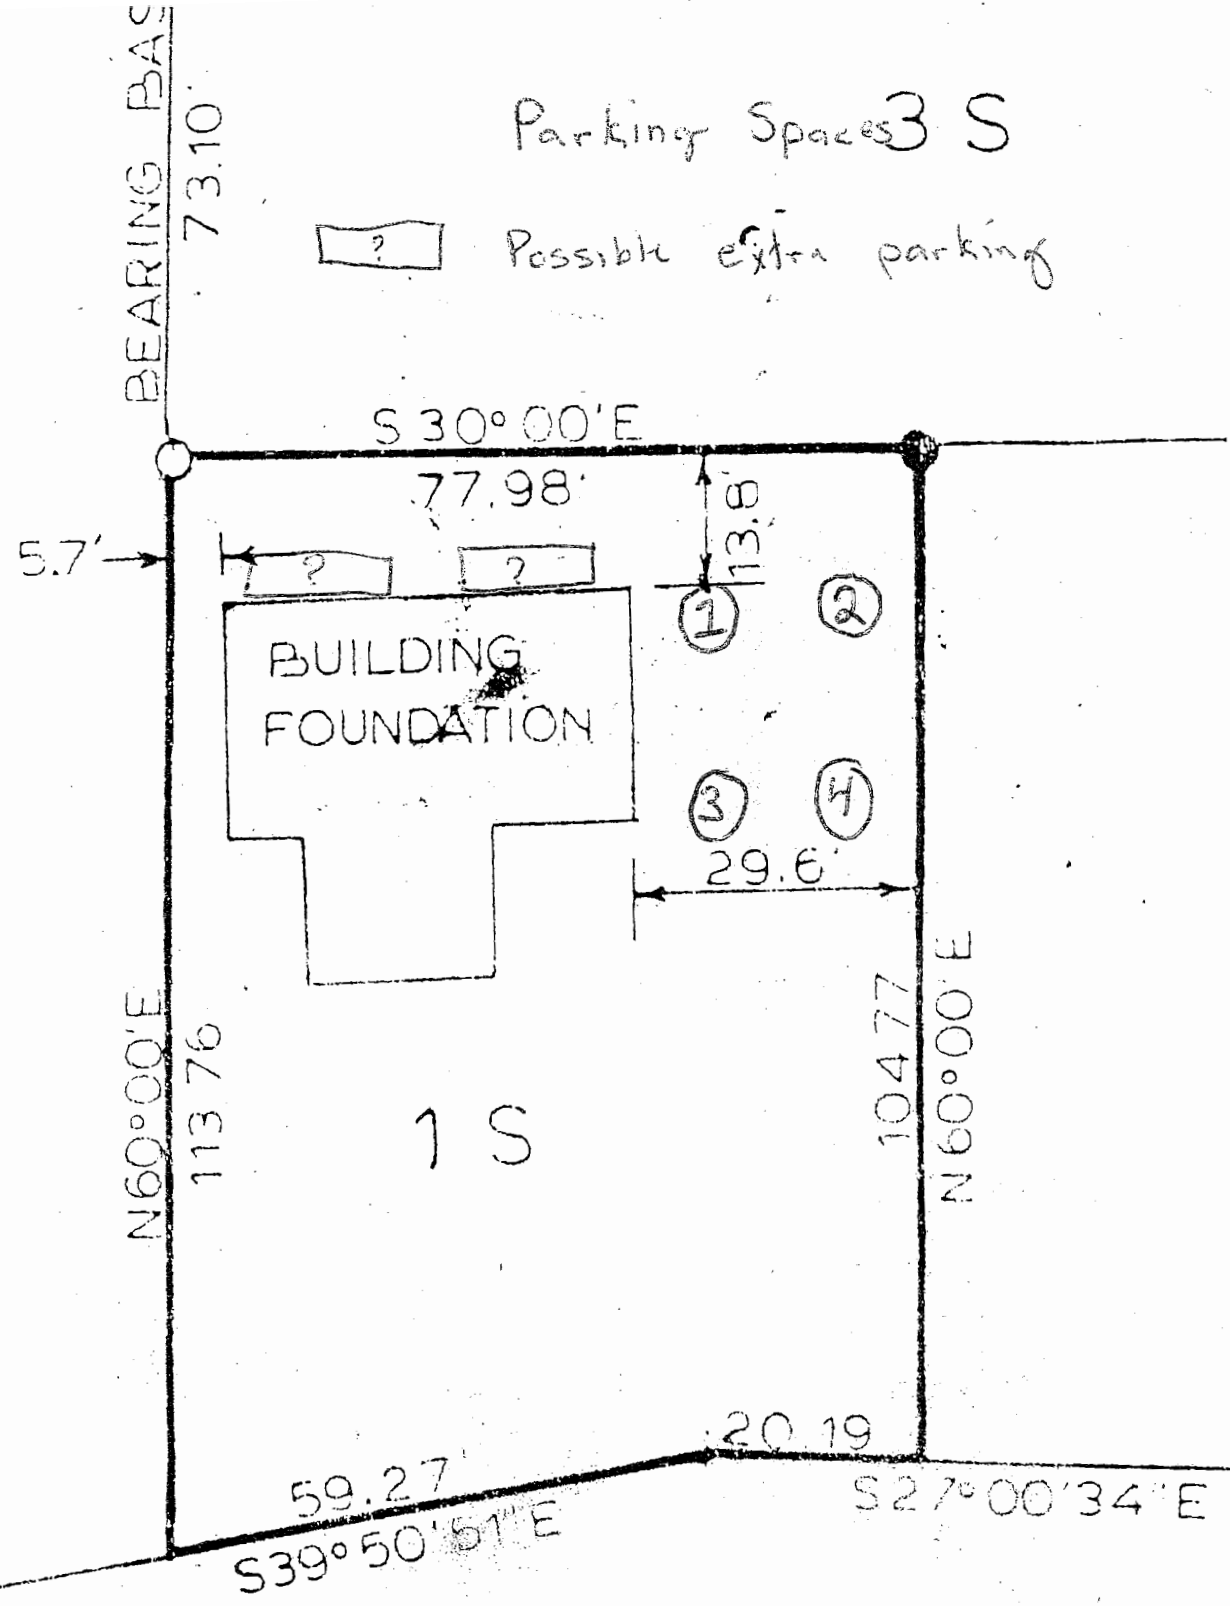 BEARING BAS
73.10'
Parking Spaces 3 S
? Possible extra parking
S 30° 00' E
77.98'
13.8'
5.7'
? ?
1 2
BUILDING
FOUNDATION
3 4
29.6'
N60°00'E
113.76
104.77
N60°00'E
1 S
20.19
59.27'
S27°00'34"E
S39°50'51"E